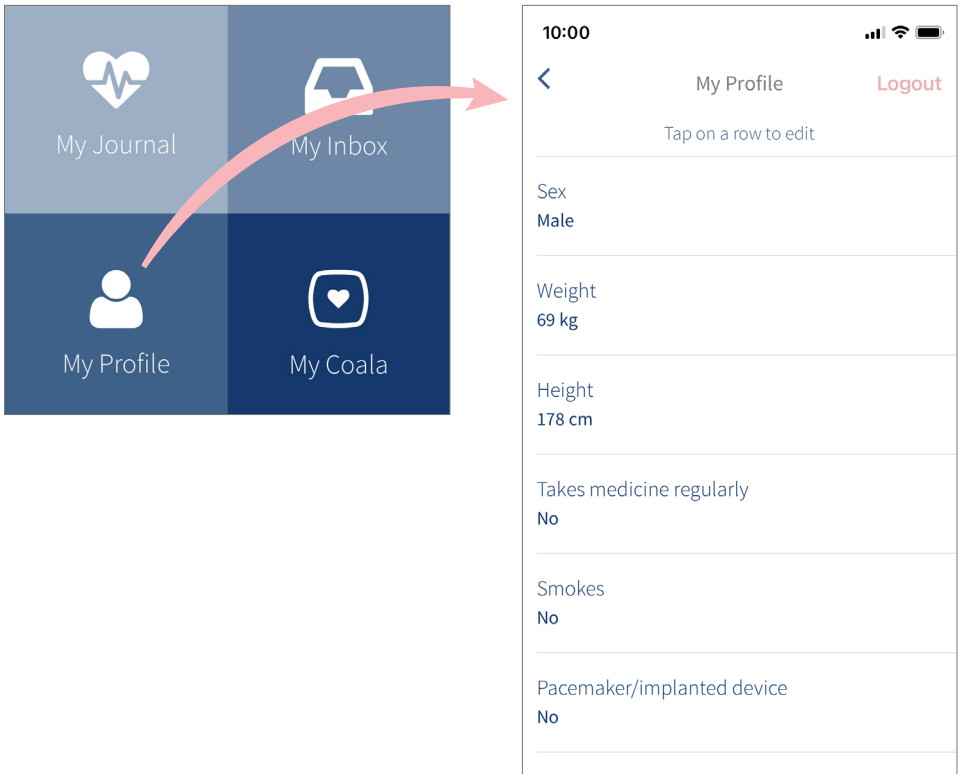 My Journal
My Inbox
My Profile
My Coala
10:00
My Profile
Logout
Tap on a row to edit
Sex
Male
Weight
69 kg
Height
178 cm
Takes medicine regularly
No
Smokes
No
Pacemaker/implanted device
No